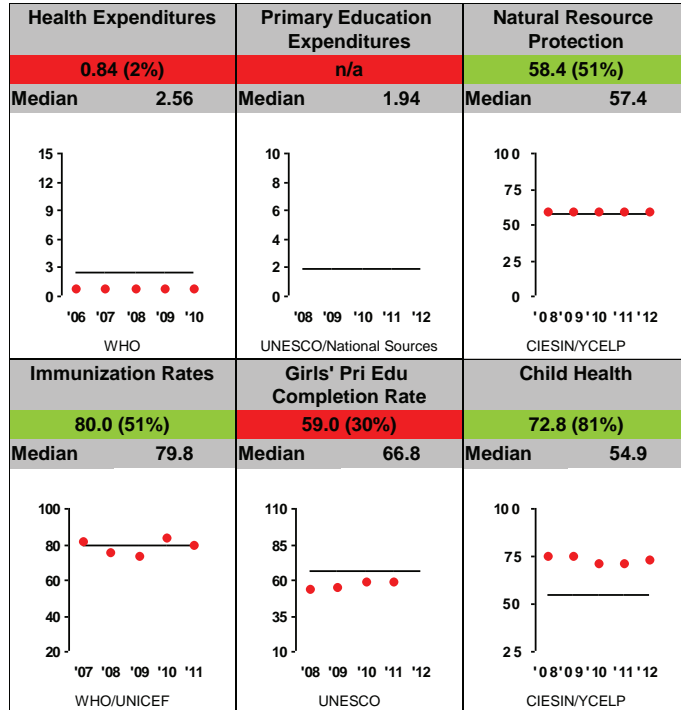 Health Expenditures
0.84 (2%)
Median 2.56
15
12
9
6
3
0
'06 '07 '08 '09 '10
WHO
Primary Education
Expenditures
n/a
Median 1.94
10
8
6
4
2
0
'08 '09 '10 '11 '12
UNESCO/National Sources
Natural Resource
Protection
58.4 (51%)
Median 57.4
100
75
50
25
0
'08 '09 '10 '11 '12
CIESIN/YCELP
Immunization Rates
80.0 (51%)
Median 79.8
100
80
60
40
20
'07 '08 '09 '10 '11
WHO/UNICEF
Girls' Pri Edu
Completion Rate
59.0 (30%)
Median 66.8
110
85
60
35
10
'08 '09 '10 '11 '12
UNESCO
Child Health
72.8 (81%)
Median 54.9
100
75
50
25
'08 '09 '10 '11 '12
CIESIN/YCELP